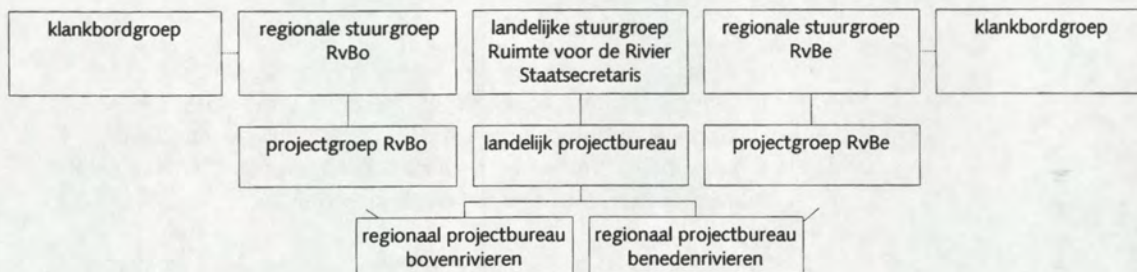 klankbordgroep
regionale stuurgroep
RvBo
landelijke stuurgroep
Ruimte voor de Rivier
Staatsecretaris
regionale stuurgroep
RvBe
klankbordgroep
projectgroep RvBo
landelijk projectbureau
projectgroep RvBe
regionaal projectbureau
bovenrivieren
regionaal projectbureau
benedenrivieren